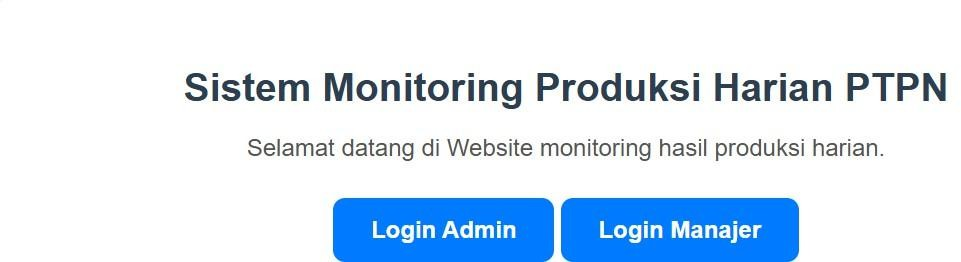 Sistem Monitoring Produksi Harian PTPN
Selamat datang di Website monitoring hasil produksi harian.
Login Admin Login Manajer